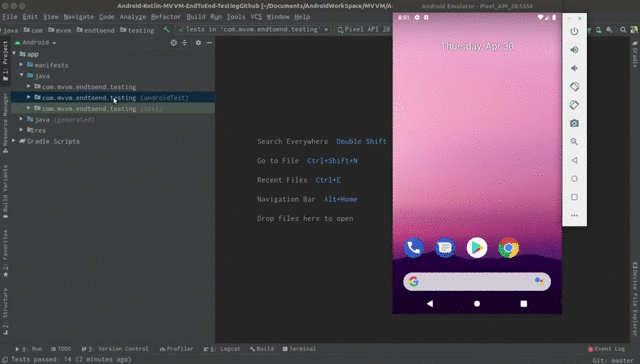 Android-Kotlin-MVVM-EndToEnd-TestingGithub [~/Documents/AndroidWorkSpace/MVVM/A
Android Emulator - Pixel_API_28:5554
File Edit View Navigate Code Analyze Refactor Build Run Tools VCS Window Help
java com mvvm endtoend testing
Tests in 'com.mvvm.endtoend.testing'
Pixel API 28
Android
app
manifests
java
com.mvvm.endtoend.testing
com.mvvm.endtoend.testing (androidTest)
com.mvvm.endtoend.testing (test)
java (generated)
res
Gradle Scripts
1: Project
Resource Manager
Build Variants
2: Favorites
7: Structure
Search Everywhere Double Shift
Go to File Ctrl+Shift+N
Recent Files Ctrl+E
Navigation Bar Alt+Home
Drop files here to open
8:51
Thursday, Apr 30
Gradle
Device File Explorer
4: Run TODO 9: Version Control Profiler 6: Logcat Build Terminal
Event Log
Tests passed: 14 (2 minutes ago)
Git: master